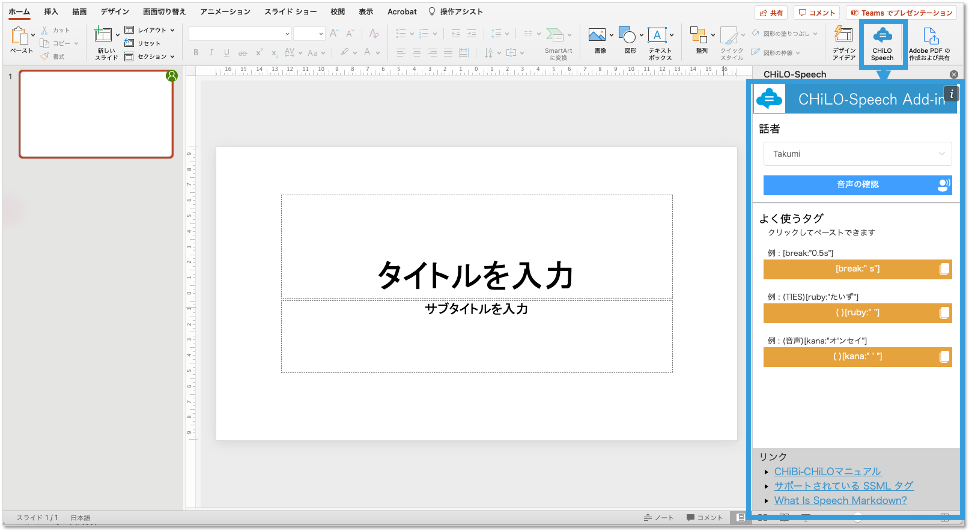 ホーム 挿入 描画 デザイン 画面切り替え アニメーション スライド ショー 校閲 表示 Acrobat 操作アシスト
共有 コメント Teams でプレゼンテーション
ペースト
カット
コピー
書式
新しい
スライド
レイアウト
リセット
セクション
SmartArt
に変換
画像
図形
テキスト
ボックス
整列
クイック
スタイル
図形の塗りつぶし
図形の枠線
デザイン
アイデア
CHiLO
Speech
Adobe PDF の
作成および共有
1
タイトルを入力
サブタイトルを入力
CHiLO-Speech
CHiLO-Speech Add-in
話者
Takumi
音声の確認
よく使うタグ
クリックしてペーストできます
例 : [break:"0.5s"]
[break:" s"]
例 : (TIES)[ruby:"たいず"]
( )[ruby:" "]
例 : (音声)[kana:"オ'ンセイ"]
( )[kana:" ' "]
リンク
CHiBi-CHiLOマニュアル
サポートされている SSML タグ
What Is Speech Markdown?
スライド 1 / 1 日本語
ノート コメント